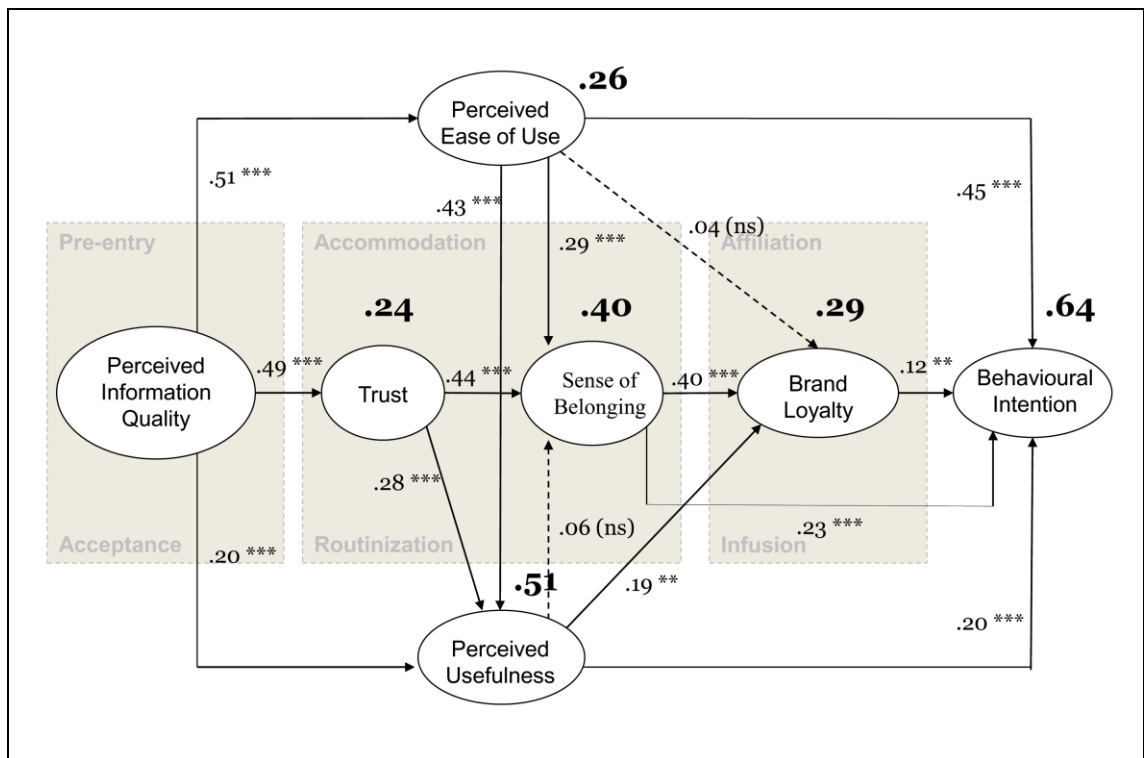 .26
Perceived
Ease of Use
.51 ***
.43 ***
.45 ***
Pre-entry
Accommodation
.29 ***
.04 (ns)
Affiliation
.24
.40
.29
.64
Perceived
Information
Quality
.49 ***
Trust
.44 ***
Sense of
Belonging
.40 ***
Brand
Loyalty
.12 **
Behavioural
Intention
.28 ***
.06 (ns)
.23 ***
Acceptance
.20 ***
Routinization
Infusion
.51
.19 **
.20 ***
Perceived
Usefulness